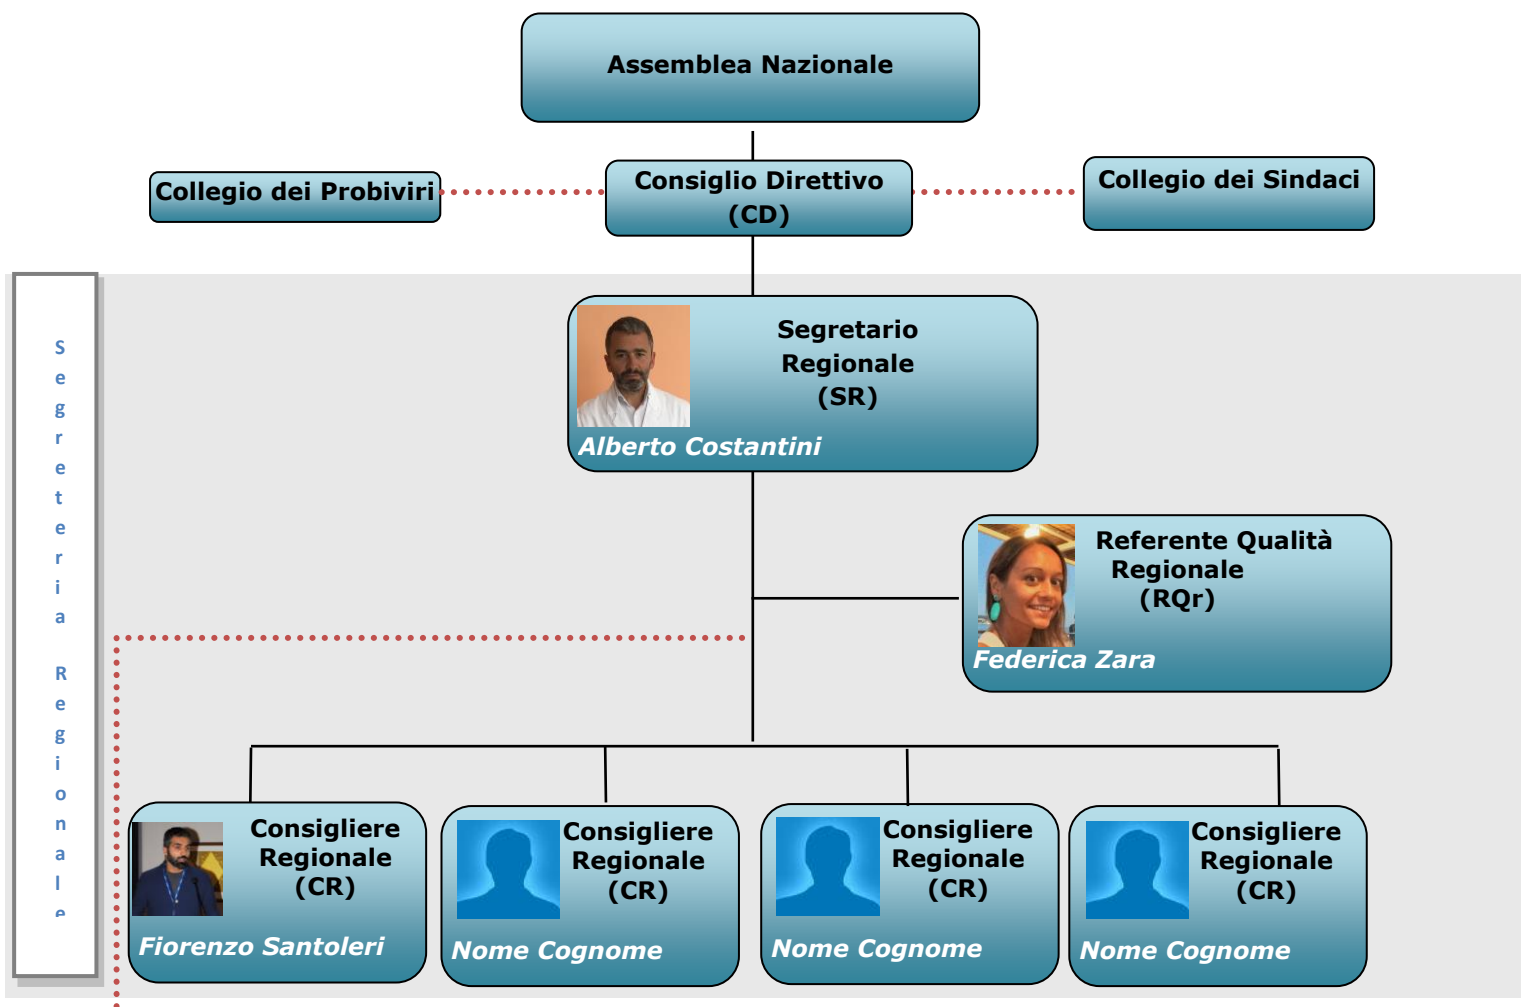 Assemblea Nazionale
Collegio dei Probiviri
Consiglio Direttivo
(CD)
Collegio dei Sindaci
Segreteria Regionale
Segretario
Regionale
(SR)
Alberto Costantini
Referente Qualità
Regionale
(RQr)
Federica Zara
Consigliere
Regionale
(CR)
Fiorenzo Santoleri
Consigliere
Regionale
(CR)
Nome Cognome
Consigliere
Regionale
(CR)
Nome Cognome
Consigliere
Regionale
(CR)
Nome Cognome